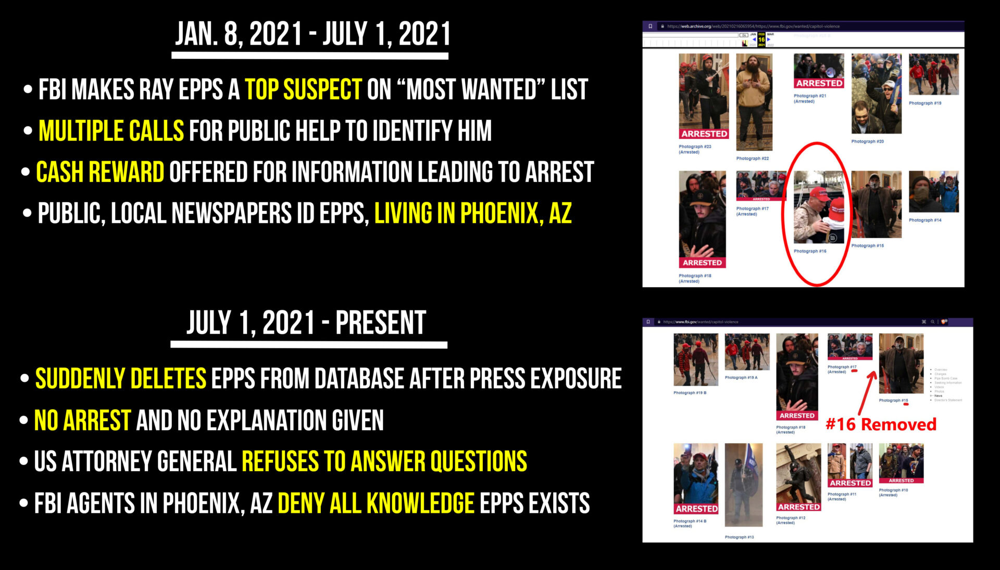 JAN. 8, 2021 - JULY 1, 2021
• FBI MAKES RAY EPPS A TOP SUSPECT ON “MOST WANTED” LIST
• MULTIPLE CALLS FOR PUBLIC HELP TO IDENTIFY HIM
• CASH REWARD OFFERED FOR INFORMATION LEADING TO ARREST
• PUBLIC, LOCAL NEWSPAPERS ID EPPS, LIVING IN PHOENIX, AZ
https://web.archive.org/web/20210216065954/https://www.fbi.gov/wanted/capitol-violence
Go JAN FEB MAR
16
2020 2021 2022
ARRESTED
Photograph #23
(Arrested)
Photograph #22
ARRESTED
Photograph #21
(Arrested)
Photograph #20
Photograph #19
ARRESTED
Photograph #18
(Arrested)
ARRESTED
Photograph #17
(Arrested)
Photograph #16
Photograph #15
Photograph #14
JULY 1, 2021 - PRESENT
• SUDDENLY DELETES EPPS FROM DATABASE AFTER PRESS EXPOSURE
• NO ARREST AND NO EXPLANATION GIVEN
• US ATTORNEY GENERAL REFUSES TO ANSWER QUESTIONS
• FBI AGENTS IN PHOENIX, AZ DENY ALL KNOWLEDGE EPPS EXISTS
https://www.fbi.gov/wanted/capitol-violence
Photograph #19 B
Photograph #19 A
ARRESTED
Photograph #18
(Arrested)
ARRESTED
Photograph #17
(Arrested)
Photograph #15
Overview
Charges
Pipe Bomb Case
Seeking Information
Videos
Photos
News
Director's Statement
#16 Removed
ARRESTED
Photograph #14 B
(Arrested)
Photograph #13
ARRESTED
Photograph #12
(Arrested)
ARRESTED
Photograph #11
(Arrested)
ARRESTED
Photograph #10
(Arrested)